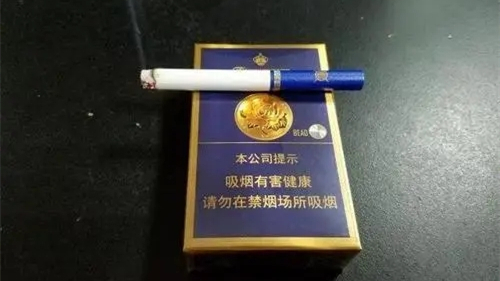 本公司提示
吸烟有害健康
请勿在禁烟场所吸烟